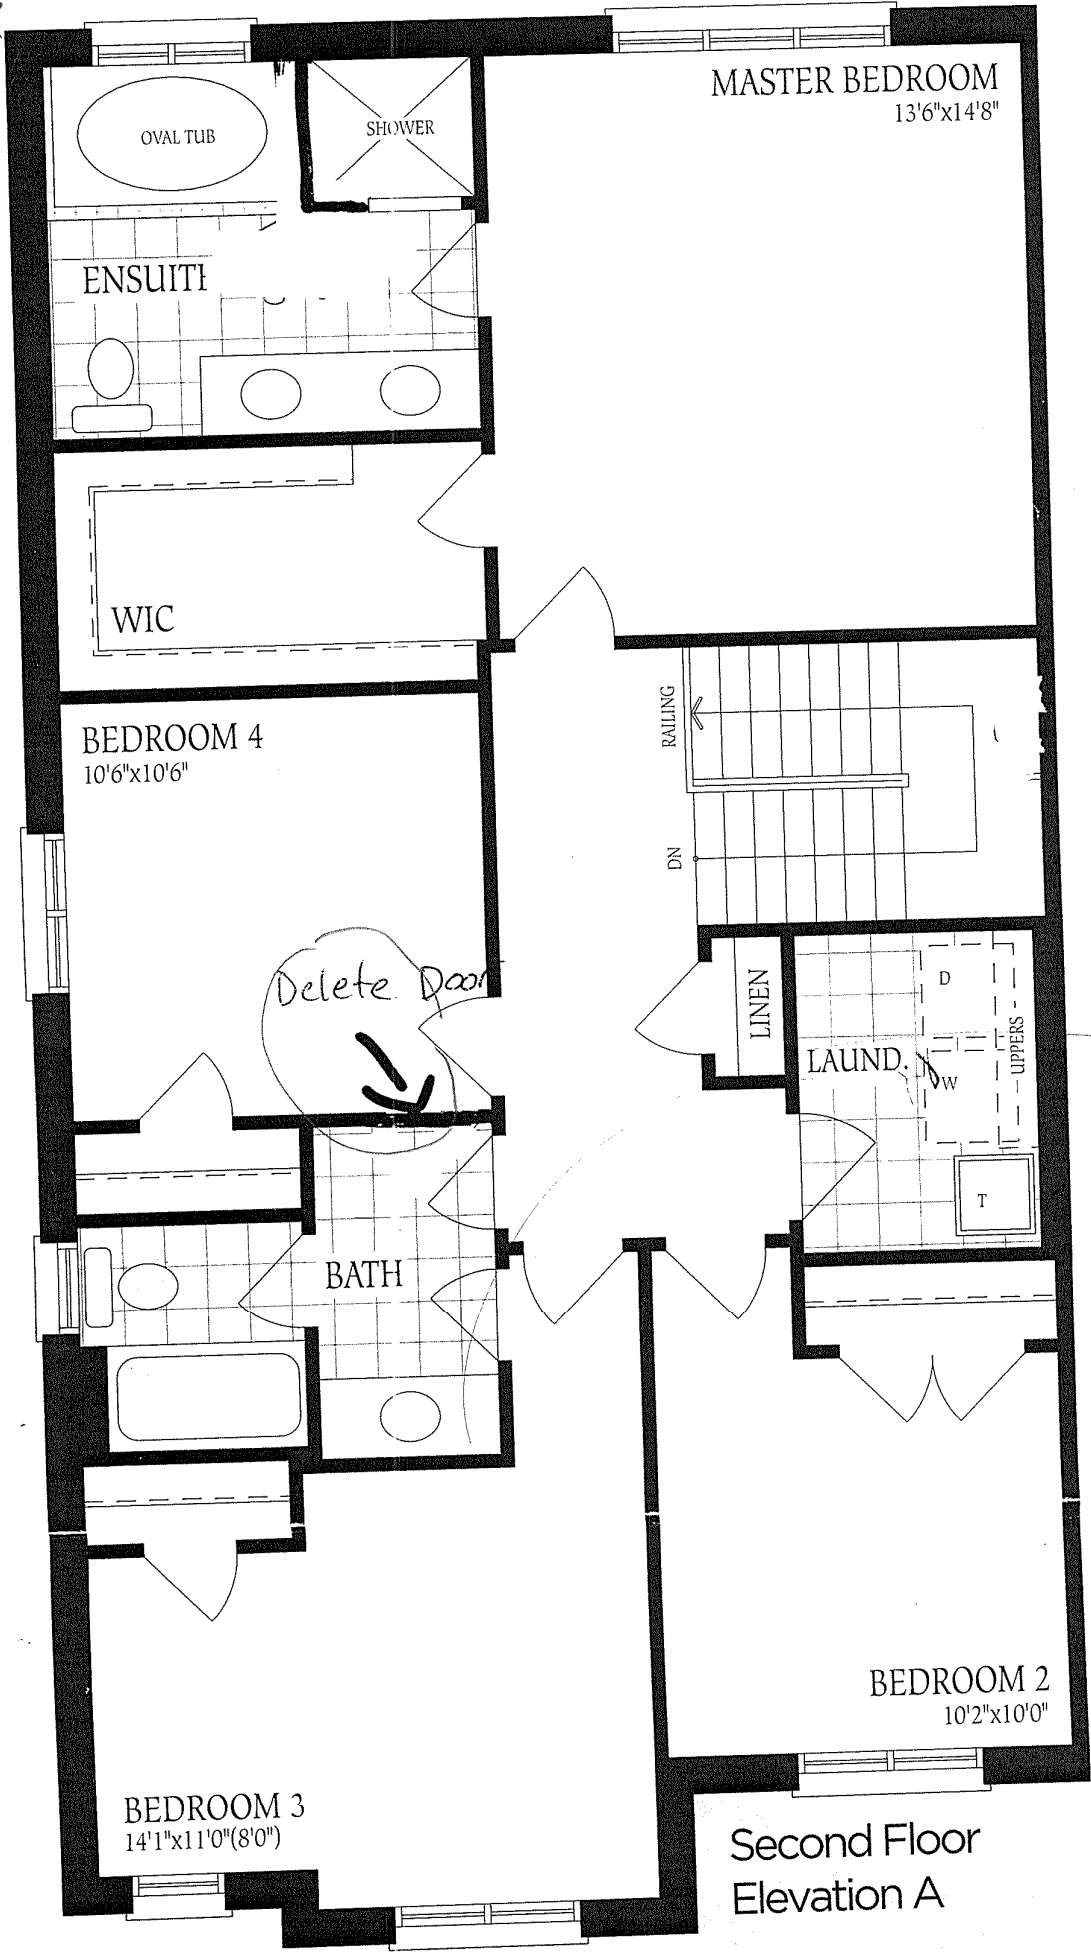 MASTER BEDROOM
13'6"x14'8"
OVAL TUB
SHOWER
ENSUITE
WIC
BEDROOM 4
10'6"x10'6"
RAILING
DN
Delete Door
LINEN
LAUND.
D
UPPERS
W
T
BATH
BEDROOM 2
10'2"x10'0"
BEDROOM 3
14'1"x11'0"(8'0")
Second Floor
Elevation A